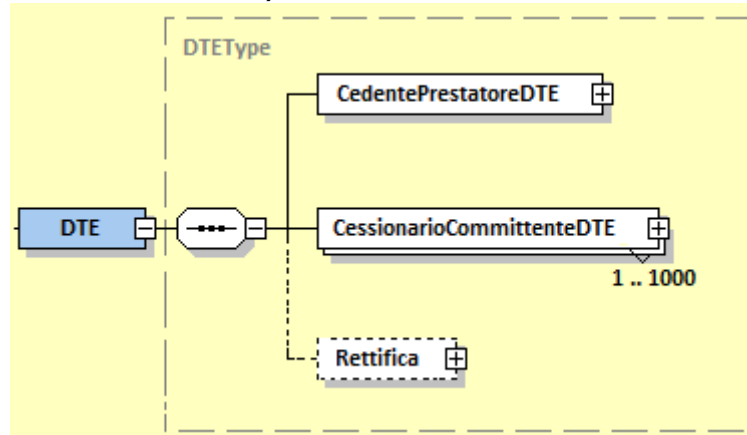 DTEType
CedentePrestatoreDTE
DTE
CessionarioCommittenteDTE
1 .. 1000
Rettifica